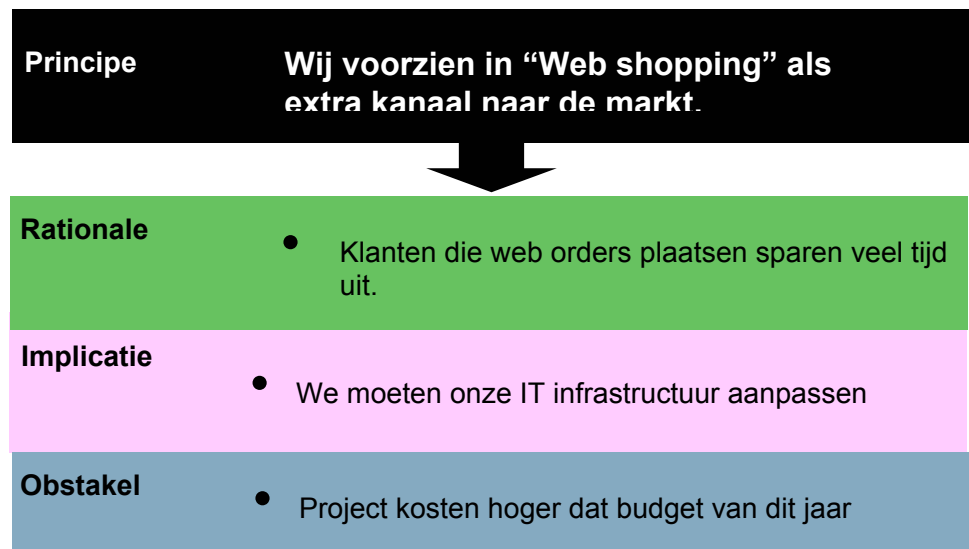 Principe
Wij voorzien in “Web shopping” als
extra kanaal naar de markt.
Rationale
• Klanten die web orders plaatsen sparen veel tijd
uit.
Implicatie
• We moeten onze IT infrastructuur aanpassen
Obstakel
• Project kosten hoger dat budget van dit jaar